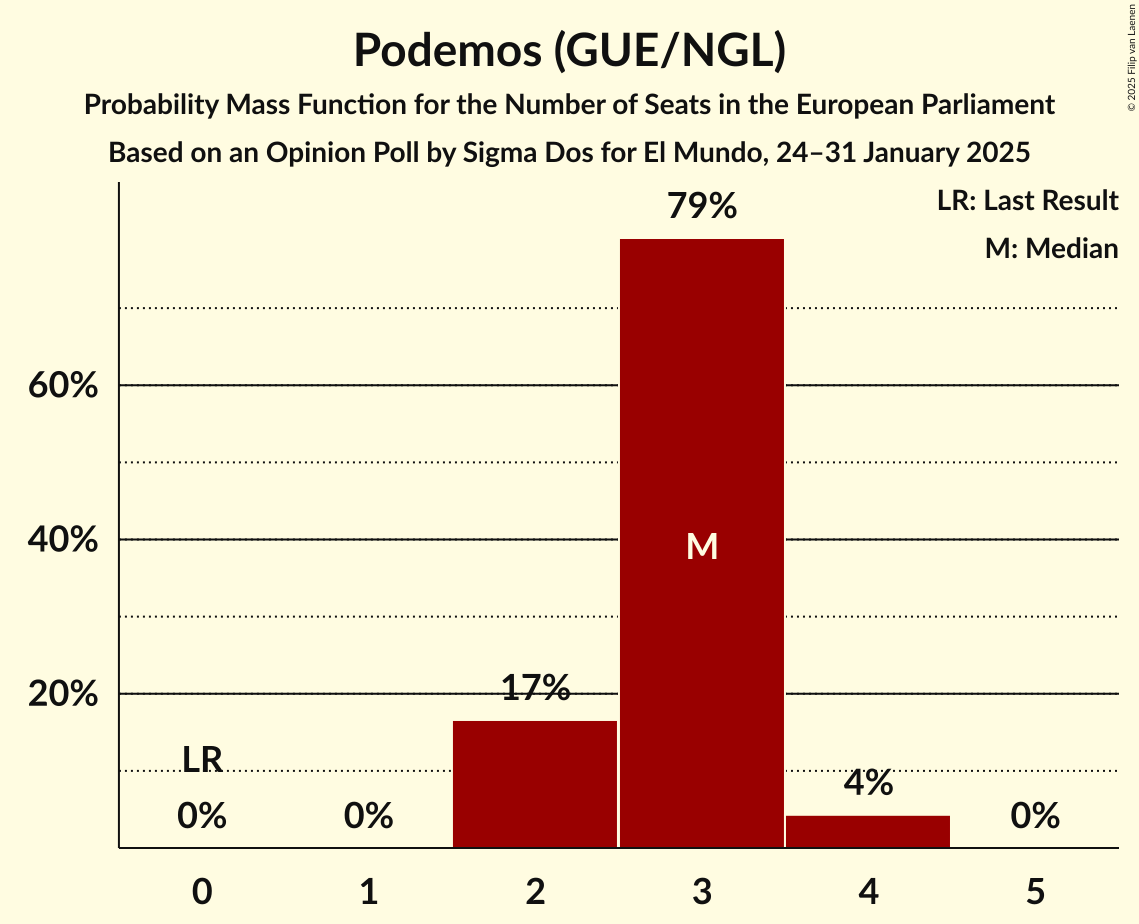 Podemos (GUE/NGL)
Probability Mass Function for the Number of Seats in the European Parliament
Based on an Opinion Poll by Sigma Dos for El Mundo, 24–31 January 2025
© 2025 Filip van Laenen
LR: Last Result
M: Median
79%
60%
40%
M
20%
17%
LR
4%
0%
0%
0%
0
1
2
3
4
5